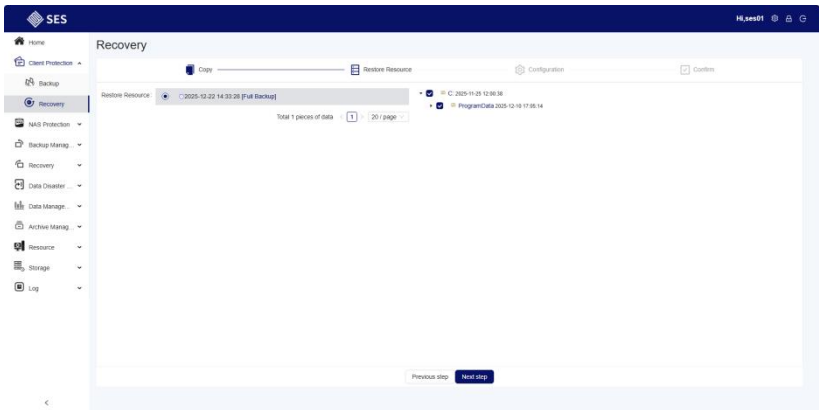 SES
Hi,ses01
Home
Client Protection
Backup
Recovery
NAS Protection
Backup Manag...
Recovery
Data Disaster ...
Data Manage...
Archive Manag...
Resource
Storage
Log
Recovery
Copy
Restore Resource
Configuration
Confirm
Restore Resource:
2025-12-22 14:33:28 [Full Backup]
Total 1 pieces of data
1
20 / page
C: 2025-11-25 12:00:38
ProgramData 2025-12-10 17:35:14
Previous step
Next step